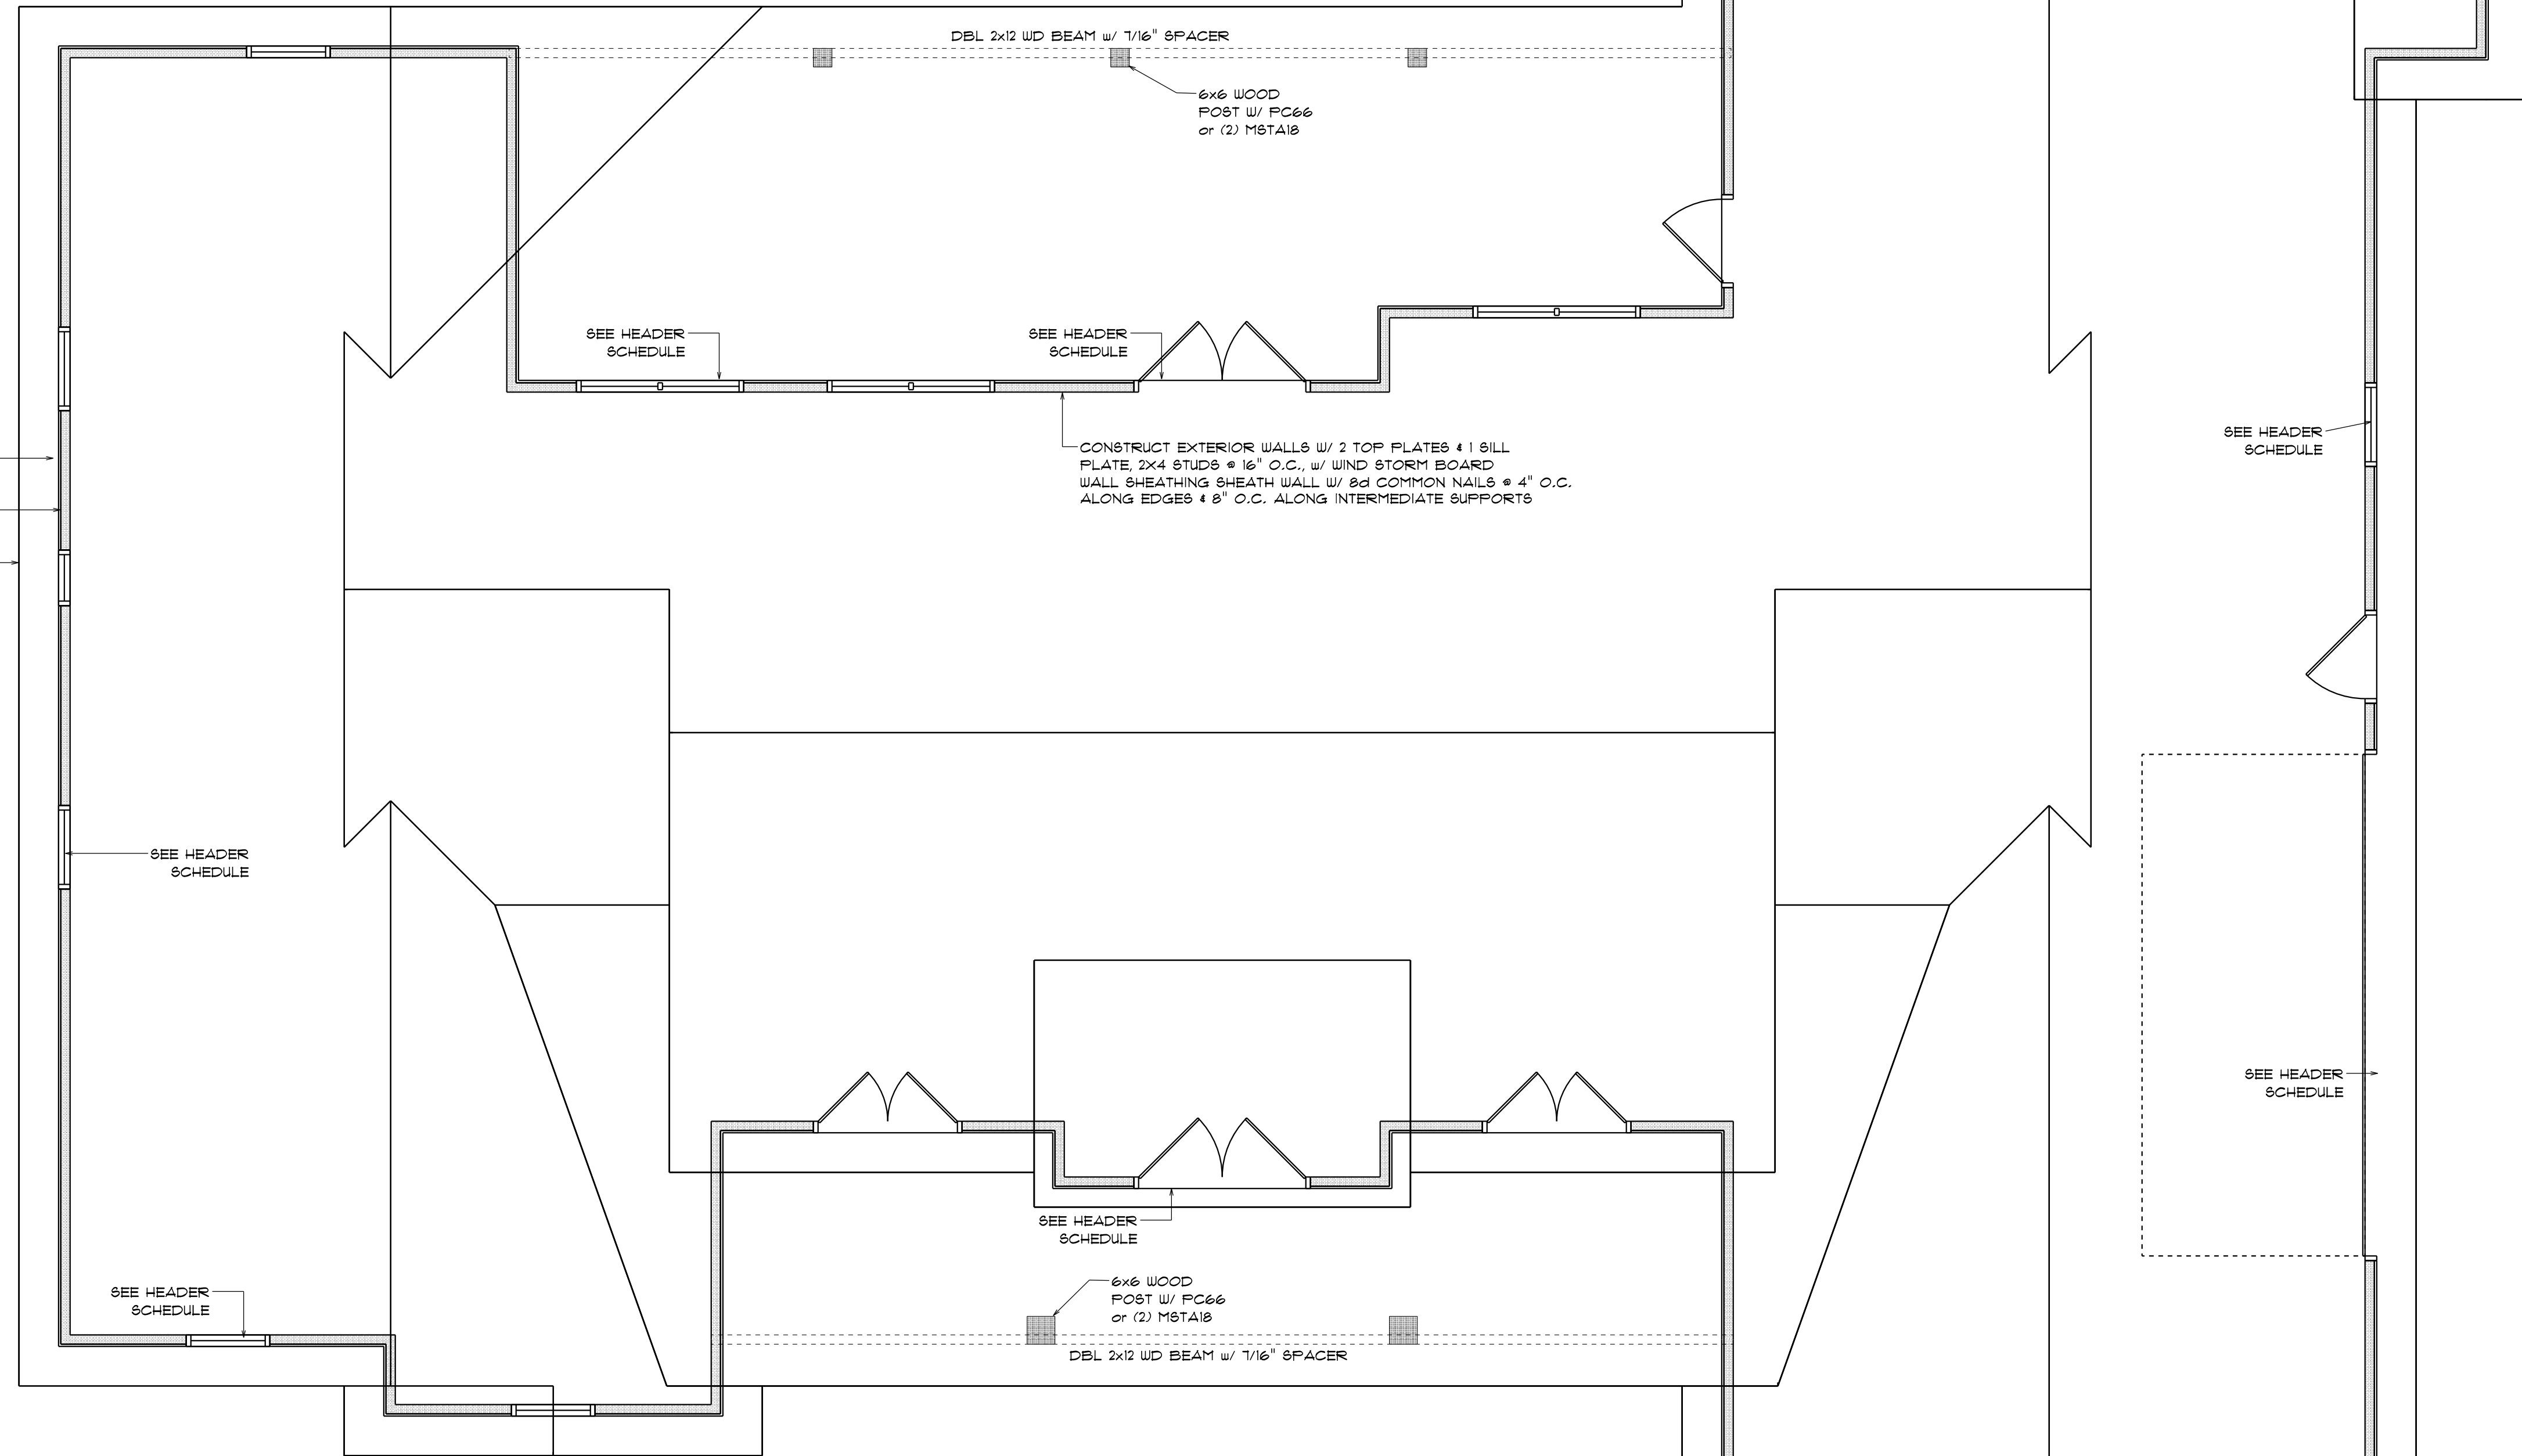 DBL 2x12 WD BEAM w/ 7/16" SPACER
6x6 WOOD
POST W/ PC66
or (2) MSTA18
SEE HEADER
SCHEDULE
SEE HEADER
SCHEDULE
CONSTRUCT EXTERIOR WALLS W/ 2 TOP PLATES & 1 SILL
PLATE, 2X4 STUDS @ 16" O.C., w/ WIND STORM BOARD
WALL SHEATHING SHEATH WALL W/ 8d COMMON NAILS @ 4" O.C.
ALONG EDGES & 8" O.C. ALONG INTERMEDIATE SUPPORTS
SEE HEADER
SCHEDULE
SEE HEADER
SCHEDULE
SEE HEADER
SCHEDULE
SEE HEADER
SCHEDULE
SEE HEADER
SCHEDULE
6x6 WOOD
POST W/ PC66
or (2) MSTA18
DBL 2x12 WD BEAM w/ 7/16" SPACER